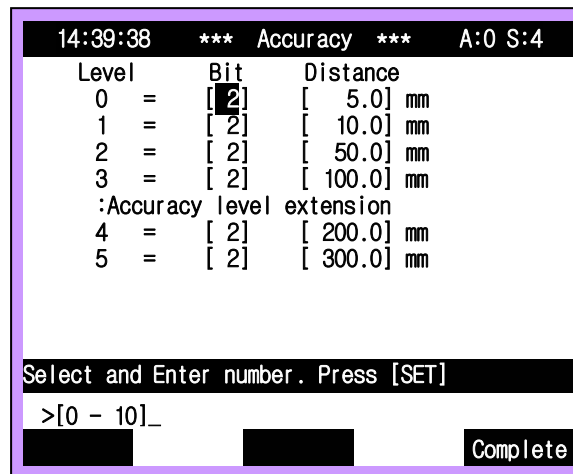 14:39:38 *** Accuracy *** A:0 S:4
Level Bit Distance
0 = [ 2] [ 5.0] mm
1 = [ 2] [ 10.0] mm
2 = [ 2] [ 50.0] mm
3 = [ 2] [ 100.0] mm
:Accuracy level extension
4 = [ 2] [ 200.0] mm
5 = [ 2] [ 300.0] mm
Select and Enter number. Press [SET]
>[0 - 10]_
Complete